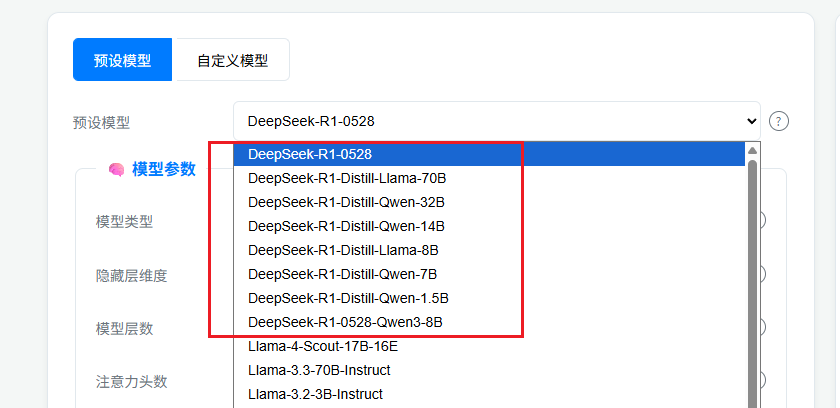 预设模型 自定义模型
预设模型 DeepSeek-R1-0528 ?
DeepSeek-R1-0528
模型参数
DeepSeek-R1-Distill-Llama-70B
DeepSeek-R1-Distill-Qwen-32B
模型类型
DeepSeek-R1-Distill-Qwen-14B
DeepSeek-R1-Distill-Llama-8B
隐藏层维度
DeepSeek-R1-Distill-Qwen-7B
DeepSeek-R1-Distill-Qwen-1.5B
模型层数
DeepSeek-R1-0528-Qwen3-8B
Llama-4-Scout-17B-16E
Llama-3.3-70B-Instruct
注意力头数
Llama-3.2-3B-Instruct